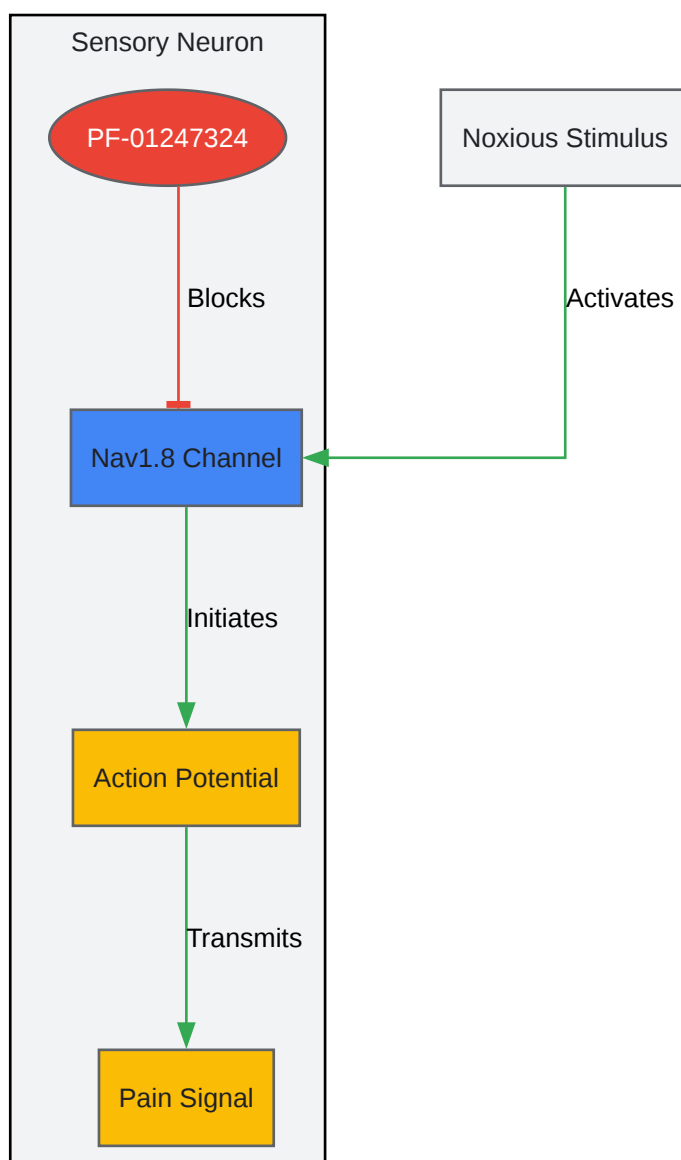 Sensory Neuron
PF-01247324
Noxious Stimulus
Blocks
Activates
Nav1.8 Channel
Initiates
Action Potential
Transmits
Pain Signal